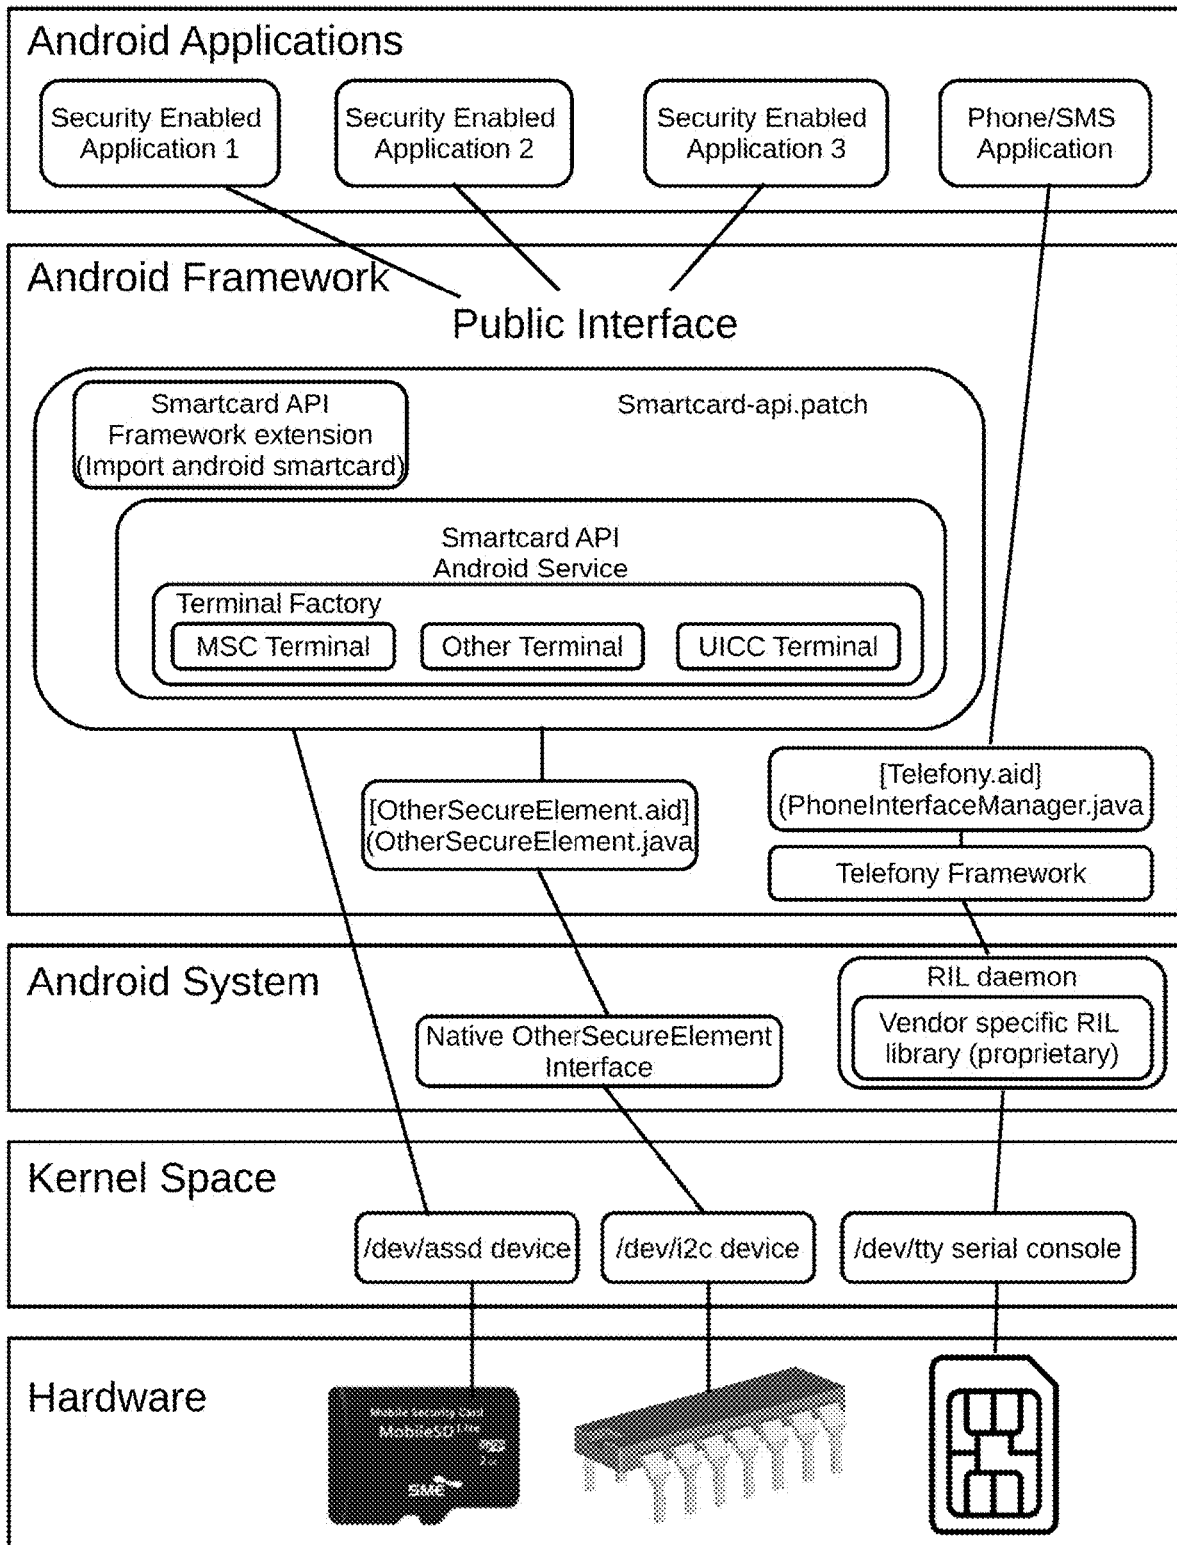 Android Applications
Security Enabled
Application 1
Security Enabled
Application 2
Security Enabled
Application 3
Phone/SMS
Application
Android Framework
Public Interface
Smartcard API
Framework extension
(Import android smartcard)
Smartcard-api.patch
Smartcard API
Android Service
Terminal Factory
MSC Terminal
Other Terminal
UICC Terminal
[OtherSecureElement.aid]
(OtherSecureElement.java
[Telefony.aid]
(PhoneInterfaceManager.java
Telefony Framework
Android System
RIL daemon
Vendor specific RIL
library (proprietary)
Native OtherSecureElement
Interface
Kernel Space
/dev/assd device
/dev/i2c device
/dev/tty serial console
Hardware
Mobile Security Card
MobileSD